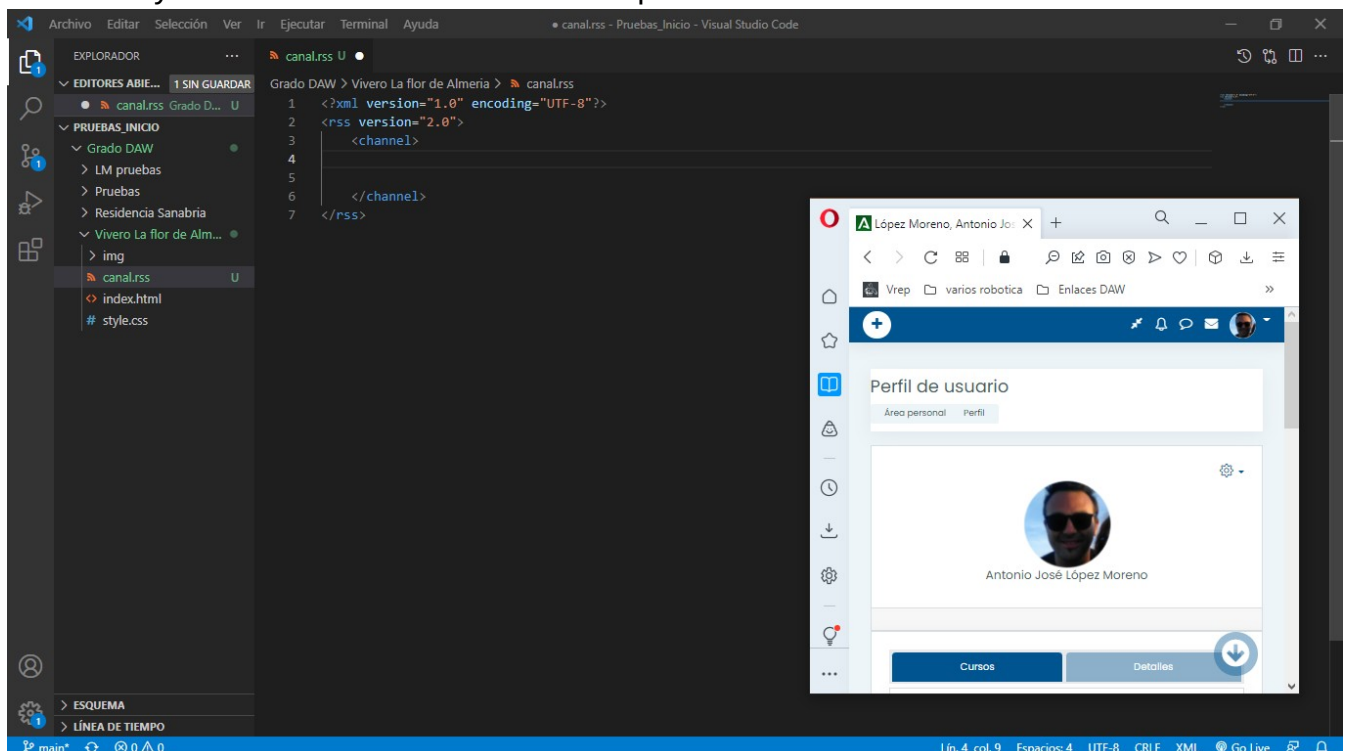 Archivo Editar Selección Ver Ir Ejecutar Terminal Ayuda
● canal.rss - Pruebas_Inicio - Visual Studio Code
EXPLORADOR
EDITORES ABIE... 1 SIN GUARDAR
canal.rss Grado D... U
PRUEBAS_INICIO
Grado DAW
LM pruebas
Pruebas
Residencia Sanabria
Vivero La flor de Alm...
img
canal.rss U
index.html
style.css
ESQUEMA
LÍNEA DE TIEMPO
canal.rss U
Grado DAW > Vivero La flor de Almeria > canal.rss
1 <?xml version="1.0" encoding="UTF-8"?>
2 <rss version="2.0">
3 <channel>
4
5
6 </channel>
7 </rss>
López Moreno, Antonio Jos
Vrep varios robotica Enlaces DAW
Perfil de usuario
Área personal Perfil
Antonio José López Moreno
Cursos Detalles
main* 0 0
Lín. 4, col. 9 Espacios: 4 UTF-8 CRLF XML Go Live